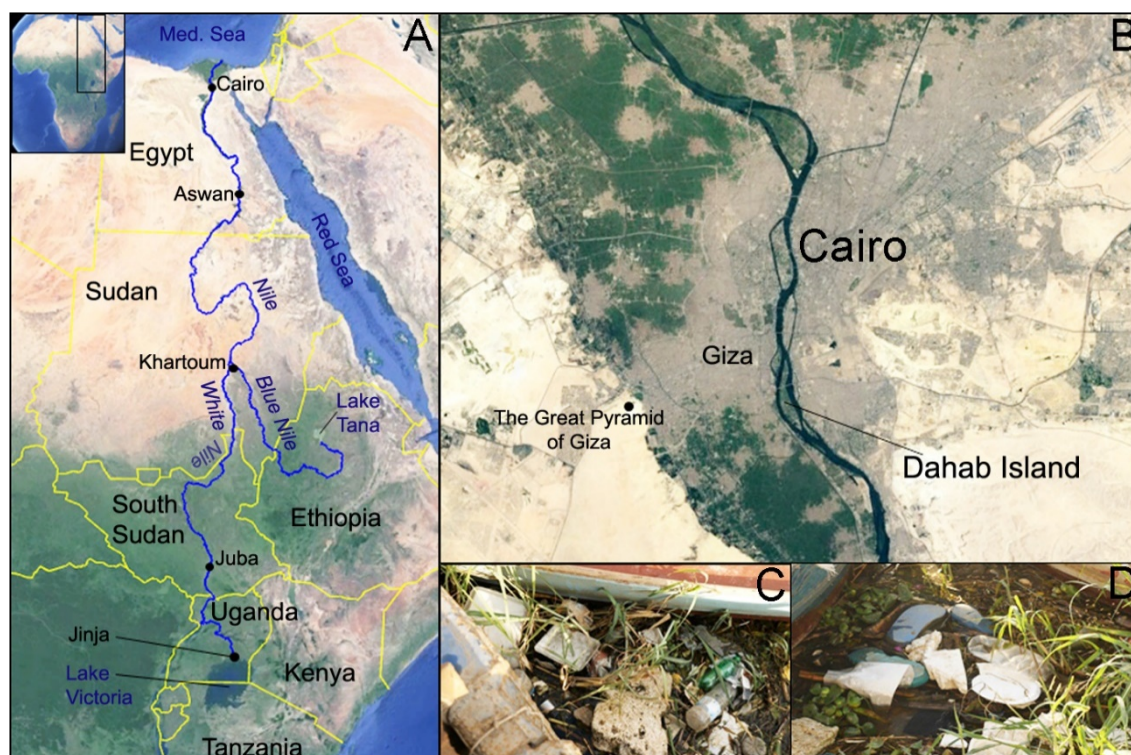 A
Med. Sea
Cairo
Egypt
Aswan
Red Sea
Sudan
Nile
Khartoum
White
Nile
Blue Nile
Lake
Tana
South
Sudan
Ethiopia
Juba
Uganda
Jinja
Kenya
Lake
Victoria
Tanzania
B
Cairo
Giza
The Great Pyramid
of Giza
Dahab Island
C
D